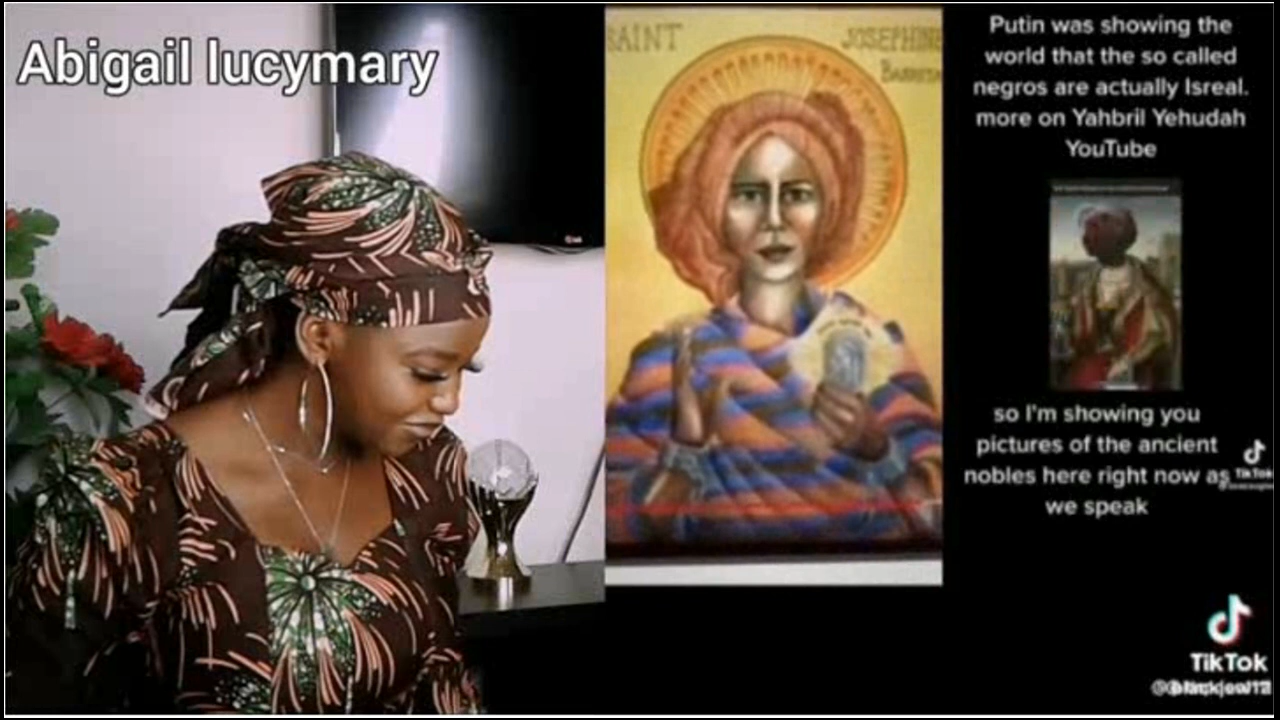 Abigail lucymary
SAINT
JOSEPHINE
Putin was showing the
world that the so called
negros are actually Isreal.
more on Yahbril Yehudah
YouTube
so I'm showing you
pictures of the ancient
nobles here right now as
we speak
TikTok
TikTok